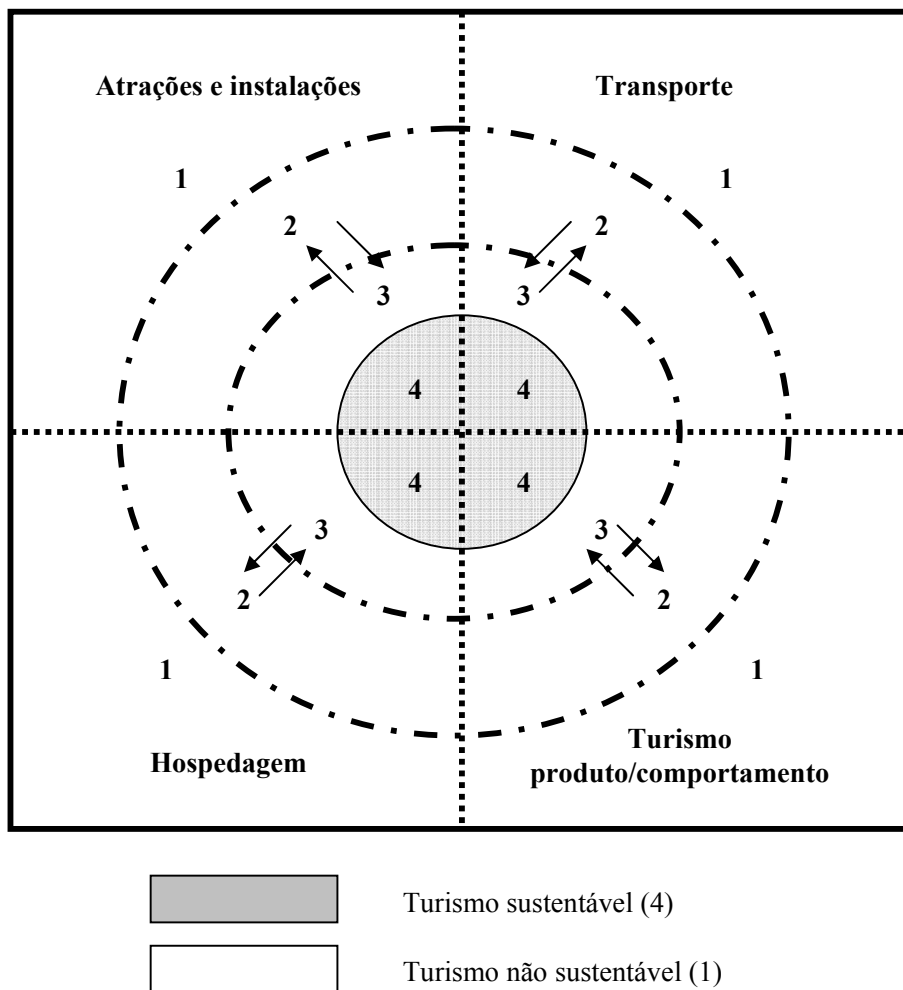 Atrações e instalações
Transporte
1
1
2
2
3
3
4
4
4
4
3
3
2
2
1
1
Hospedagem
Turismo
produto/comportamento
Turismo sustentável (4)
Turismo não sustentável (1)